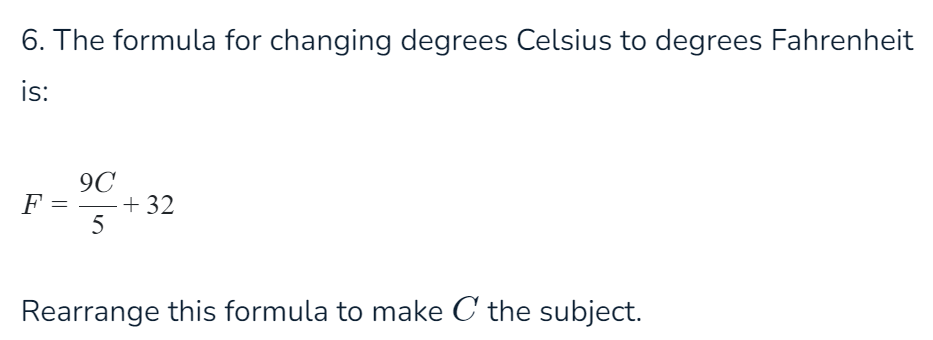 6. The formula for changing degrees Celsius to degrees Fahrenheit
is:
F = 9C/5 + 32
Rearrange this formula to make C the subject.